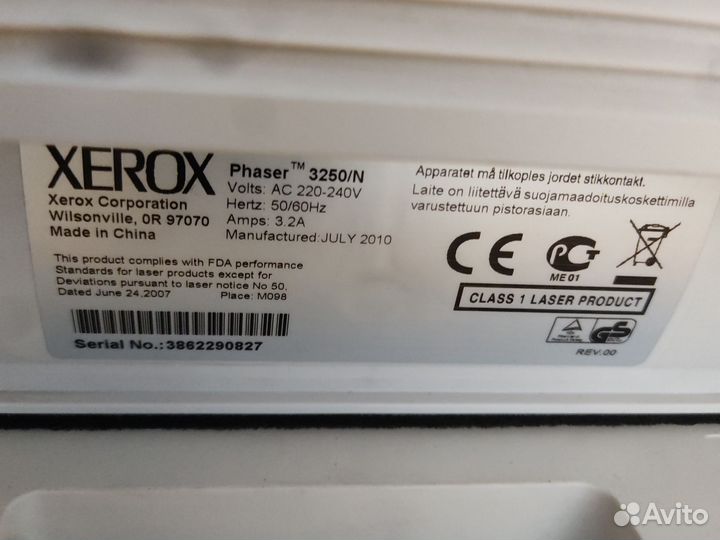 XEROX
Xerox Corporation
Wilsonville, 0R 97070
Made in China
Phaser™ 3250/N
Volts: AC 220-240V
Hertz: 50/60Hz
Amps: 3.2A
Manufactured:JULY 2010
This product complies with FDA performance
Standards for laser products except for
Deviations pursuant to laser notice No 50,
Dated June 24,2007 Place: M098
Serial No.:3862290827
Apparatet må tilkoples jordet stikkontakt.
Laite on liitettävä suojamaadoituskoskettimilla
varustettuun pistorasiaan.
CE
ME 01
CLASS 1 LASER PRODUCT
GS
REV.00
Avito